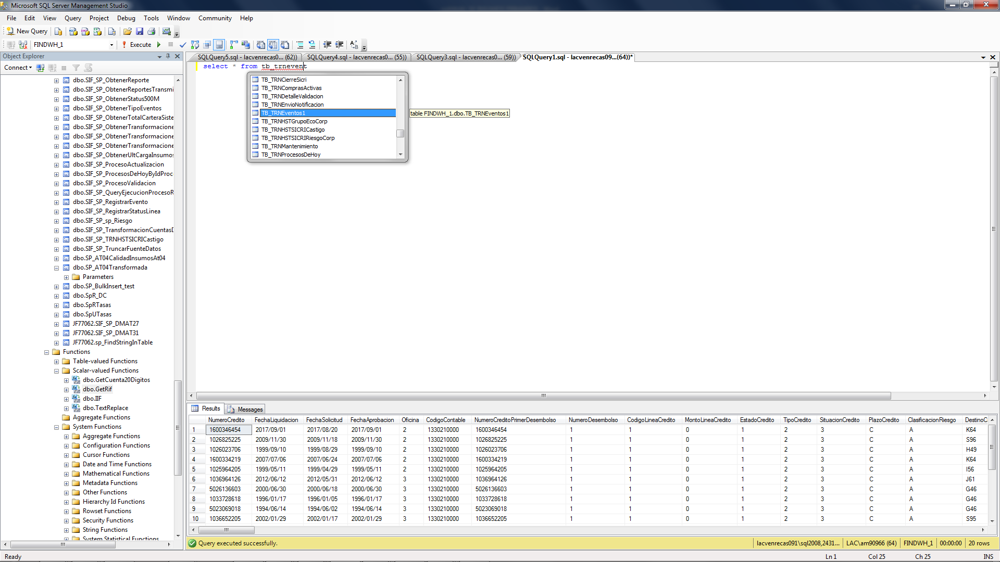 Microsoft SQL Server Management Studio
File Edit View Query Project Debug Tools Window Community Help
New Query
FINDWH_1 Execute
Object Explorer
Connect
dbo.SIF_SP_ObtenerReporte
dbo.SIF_SP_ObtenerReportesTransmi
dbo.SIF_SP_ObtenerStatus500M
dbo.SIF_SP_ObtenerTipoEventos
dbo.SIF_SP_ObtenerTotalCarteraSiste
dbo.SIF_SP_ObtenerTransformacione
dbo.SIF_SP_ObtenerTransformacione
dbo.SIF_SP_ObtenerTransformacione
dbo.SIF_SP_ObtenerUltCargaInsumos
dbo.SIF_SP_ProcesoActualizacion
dbo.SIF_SP_ProcesosDeHoyByIdProc
dbo.SIF_SP_ProcesoValidacion
dbo.SIF_SP_QueryEjecucionProcesoR
dbo.SIF_SP_RegistrarEvento
dbo.SIF_SP_RegistrarStatusLinea
dbo.SIF_SP_sp_Riesgo
dbo.SIF_SP_TransformacionCuentasD
dbo.SIF_SP_TRNHSTSICRICastigo
dbo.SIF_SP_TruncarFuenteDatos
dbo.SP_AT04CalidadInsumosAt04
dbo.SP_AT04Transformada
Parameters
dbo.SP_BulkInsert_test
dbo.SpR_DC
dbo.SpRTasas
dbo.SpUTasas
JF77062.SIF_SP_DMAT27
JF77062.SIF_SP_DMAT31
JF77062.sp_FindStringInTable
Functions
Table-valued Functions
Scalar-valued Functions
dbo.GetCuenta20Digitos
dbo.GetRif
dbo.IIF
dbo.TextReplace
Aggregate Functions
System Functions
Aggregate Functions
Configuration Functions
Cursor Functions
Date and Time Functions
Mathematical Functions
Metadata Functions
Other Functions
Hierarchy Id Functions
Rowset Functions
Security Functions
String Functions
System Statistical Functions
SQLQuery5.sql - lacvenrecas0... (62)) SQLQuery4.sql - lacvenrecas0... (55)) SQLQuery3.sql - lacvenrecas0... (59)) SQLQuery1.sql - lacvenrecas09...(64))*
select * from tb_trnevent
TB_TRNCierreSicri
TB_TRNComprasActivas
TB_TRNDetalleValidacion
TB_TRNEnvioNotificacion
TB_TRNEventos1
TB_TRNHSTGrupoEcoCorp
TB_TRNHSTSICRICastigo
TB_TRNHSTSICRIRiesgoCorp
TB_TRNMantenimiento
TB_TRNProcesosDeHoy
table FINDWH_1.dbo.TB_TRNEventos1
Results Messages
NumeroCredito FechaLiquidacion FechaSolicitud FechaAprobacion Oficina CodigoContable NumeroCreditoPrimerDesembolso NumeroDesembolso CodigoLineaCredito MontoLineaCredito EstadoCredito TipoCredito SituacionCredito PlazoCredito ClasificacionRiesgo DestinoC
1 1600346454 2017/09/01 2017/08/20 2017/09/01 2 1330210000 1600346454 1 1 0 1 2 3 C A K64
2 1026825225 2009/11/30 2009/11/18 2009/11/30 2 1330210000 1026825225 1 1 0 1 2 3 C A S96
3 1026023706 1999/09/10 1999/08/29 1999/09/10 2 1330210000 1026023706 1 1 0 1 2 3 C A H49
4 1600334219 2007/07/06 2007/06/24 2007/07/06 2 1330210000 1600334219 1 1 0 1 2 3 C A K64
5 1025964205 1999/05/11 1999/04/29 1999/05/11 2 1330210000 1025964205 1 1 0 1 2 3 C A I56
6 1036964126 2012/06/12 2012/05/31 2012/06/12 3 1330210000 1036964126 1 1 0 1 2 3 C A J61
7 5026136603 2000/06/30 2000/06/18 2000/06/30 3 1330210000 5026136603 1 1 0 1 2 3 C A G46
8 1033728618 1996/01/17 1996/01/05 1996/01/17 3 1330210000 1033728618 1 1 0 1 2 3 C A G46
9 5023069018 1994/06/14 1994/06/02 1994/06/14 3 1330210000 5023069018 1 1 0 1 2 3 C A G46
10 1036652205 2002/01/29 2002/01/17 2002/01/29 3 1330210000 1036652205 1 1 0 1 2 3 C A S95
Query executed successfully. lacvenrecas091\sql2008,2431... LAC\am90966 (64) FINDWH_1 00:00:00 20 rows
Ready Ln 1 Col 25 Ch 25 INS